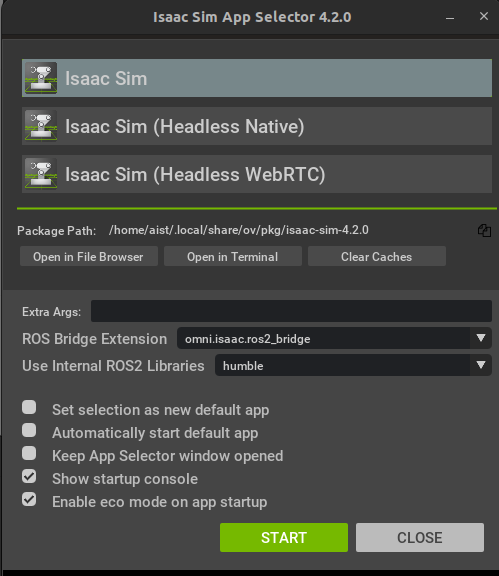 Isaac Sim App Selector 4.2.0
Isaac Sim
Isaac Sim (Headless Native)
Isaac Sim (Headless WebRTC)
Package Path: /home/aist/.local/share/ov/pkg/isaac-sim-4.2.0
Open in File Browser Open in Terminal Clear Caches
Extra Args:
ROS Bridge Extension omni.isaac.ros2_bridge
Use Internal ROS2 Libraries humble
Set selection as new default app
Automatically start default app
Keep App Selector window opened
Show startup console
Enable eco mode on app startup
START CLOSE